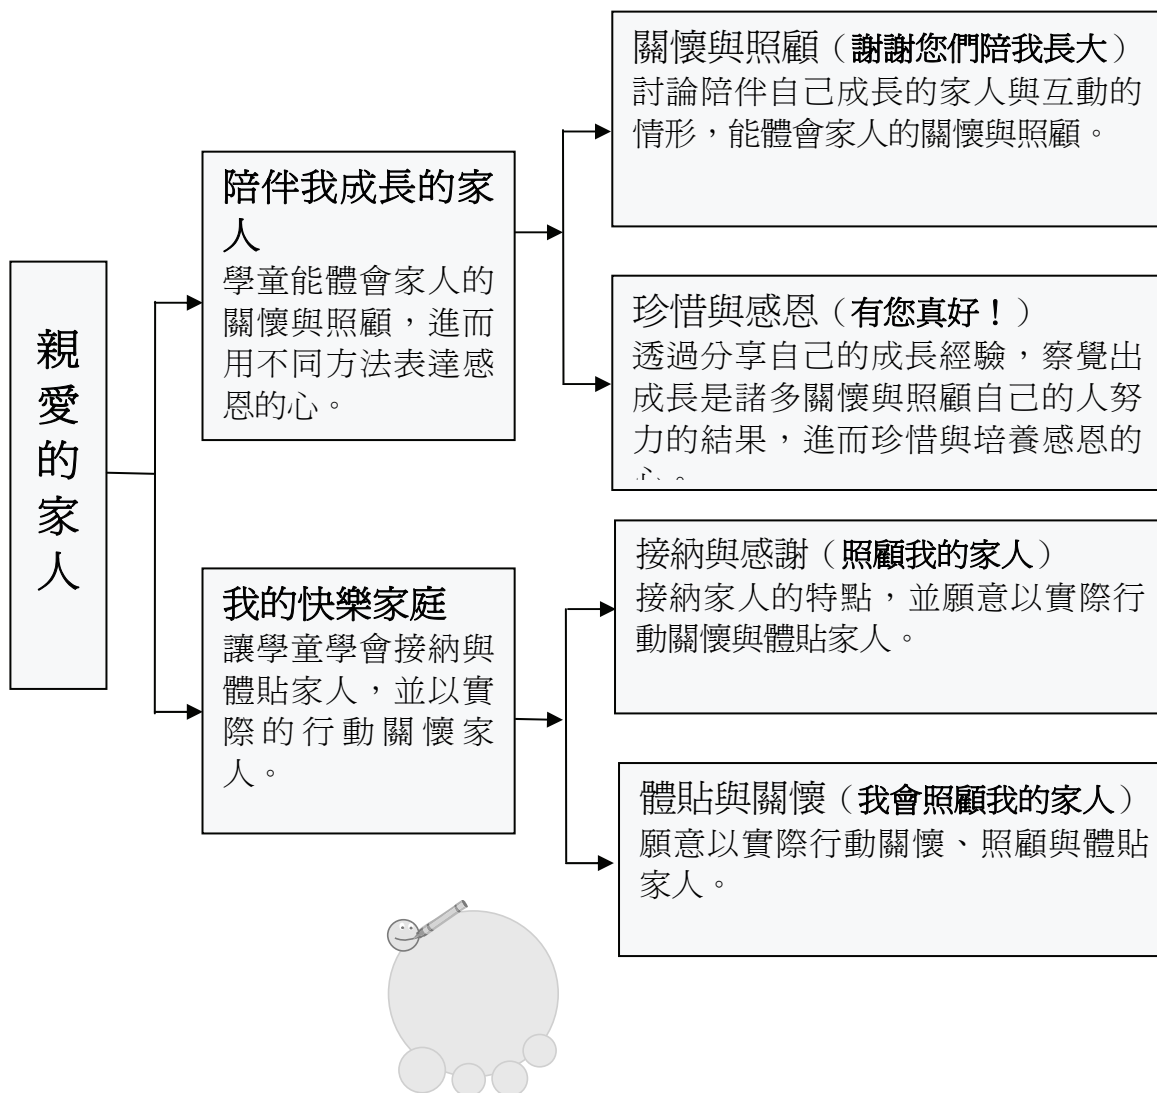 親愛的家人
陪伴我成長的家
人
學童能體會家人的
關懷與照顧，進而
用不同方法表達感
恩的心。
我的快樂家庭
讓學童學會接納與
體貼家人，並以實
際的行動關懷家
人。
關懷與照顧（謝謝您們陪我長大）
討論陪伴自己成長的家人與互動的
情形，能體會家人的關懷與照顧。
珍惜與感恩（有您真好！）
透過分享自己的成長經驗，察覺出
成長是諸多關懷與照顧自己的人努
力的結果，進而珍惜與培養感恩的
心。
接納與感謝（照顧我的家人）
接納家人的特點，並願意以實際行
動關懷與體貼家人。
體貼與關懷（我會照顧我的家人）
願意以實際行動關懷、照顧與體貼
家人。